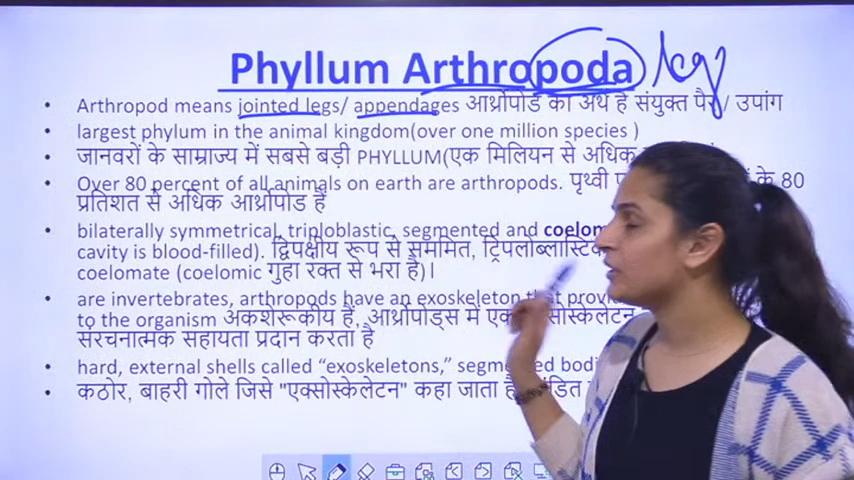 Phyllum Arthropoda leg
• Arthropod means jointed legs/ appendages आर्थ्रोपोड का अर्थ है संयुक्त पैर / उपांग
• largest phylum in the animal kingdom(over one million species )
• जानवरों के साम्राज्य में सबसे बड़ी PHYLLUM(एक मिलियन से अधिक
• Over 80 percent of all animals on earth are arthropods. पृथ्वी के 80
प्रतिशत से अधिक आर्थ्रोपोड हैं
• bilaterally symmetrical, triploblastic, segmented and
cavity is blood-filled). द्विपक्षीय रूप से सममित,
coelomate (coelomic गुहा रक्त से भरा है)।
• are invertebrates, arthropods have an exoskeleton that
to the organism अकशेरूकीय हैं, आर्थ्रोपोड्स में
संरचनात्मक सहायता प्रदान करता है
• hard, external shells called “exoskeletons,”
• कठोर, बाहरी गोले जिसे "एक्सोस्केलेटन" कहा जाता